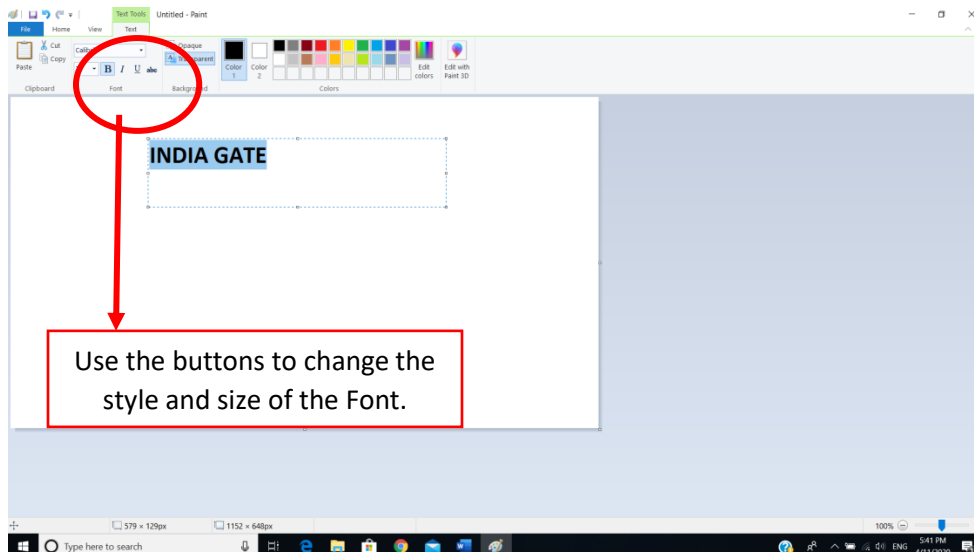 Text Tools Untitled - Paint
File Home View Text
Cut
Copy
Paste
Opaque
Transparent
B I U abc
Color 1
Color 2
Edit colors
Edit with Paint 3D
Clipboard Font Colors
INDIA GATE
Use the buttons to change the
style and size of the Font.
579 × 129px 1152 × 648px 100%
Type here to search
ENG 5:41 PM